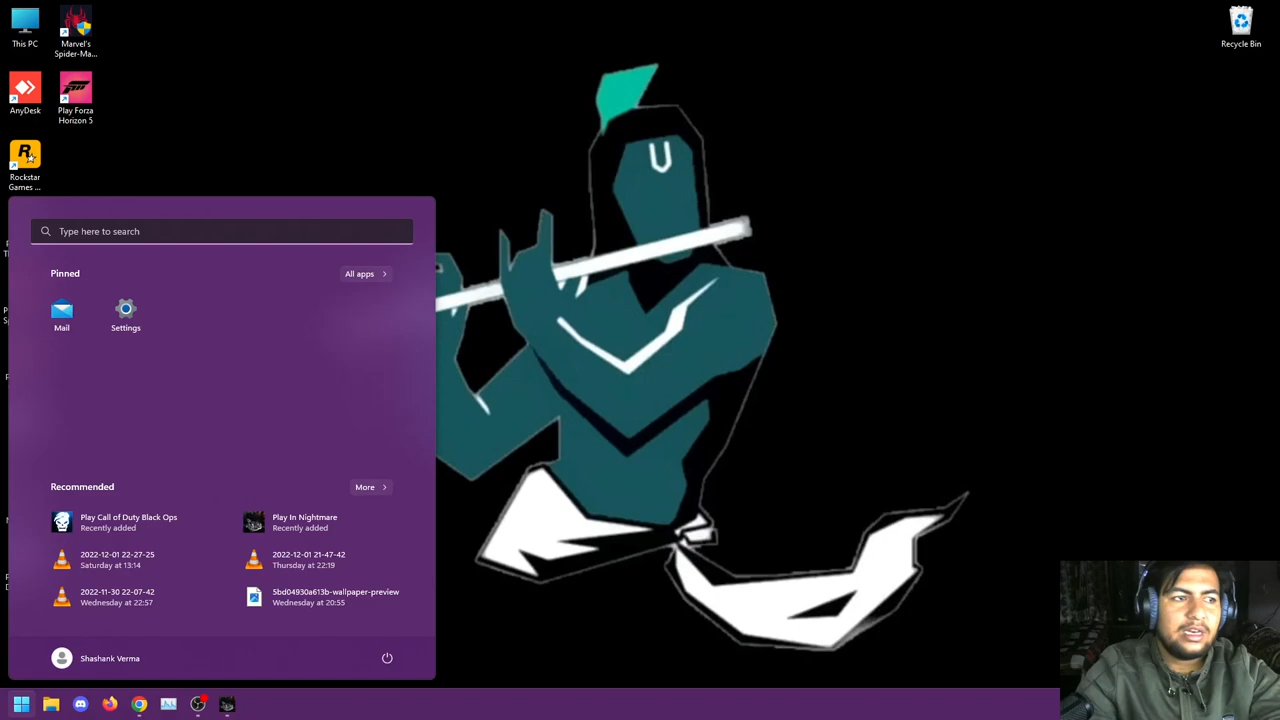 This PC
Marvel's
Spider-Ma...
Recycle Bin
AnyDesk
Play Forza
Horizon 5
Rockstar
Games ...
Type here to search
Pinned
All apps
Mail
Settings
Recommended
More
Play Call of Duty Black Ops
Recently added
Play In Nightmare
Recently added
2022-12-01 22-27-25
Saturday at 13:14
2022-12-01 21-47-42
Thursday at 22:19
2022-11-30 22-07-42
Wednesday at 22:57
5bd04930a613b-wallpaper-preview
Wednesday at 20:55
Shashank Verma